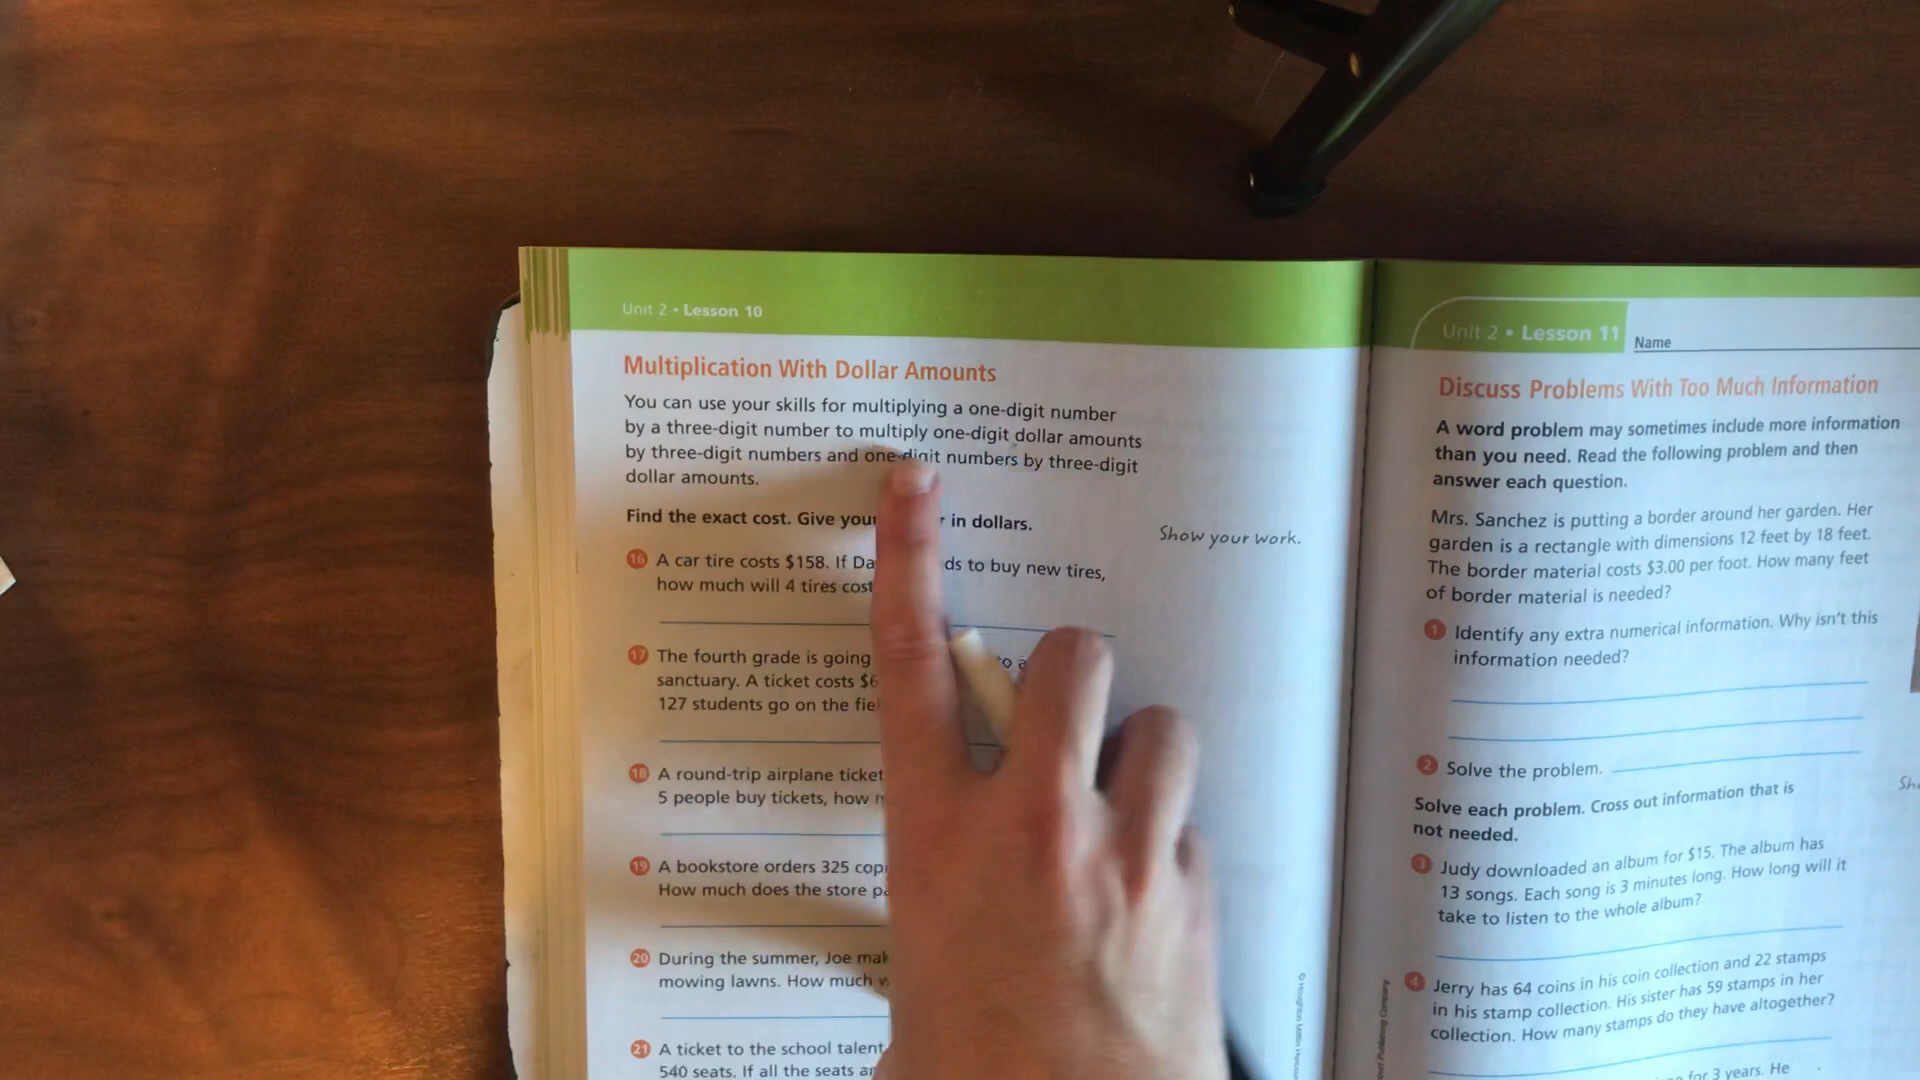 Unit 2 • Lesson 10
Multiplication With Dollar Amounts
You can use your skills for multiplying a one-digit number
by a three-digit number to multiply one-digit dollar amounts
by three-digit numbers and one-digit numbers by three-digit
dollar amounts.
Find the exact cost. Give in dollars.
Show your work.
16 A car tire costs $158. If to buy new tires,
how much will 4 tires
17 The fourth grade is going
sanctuary. A ticket costs
127 students go on the
18 A round-trip airplane ticket
5 people buy tickets, how
19 A bookstore orders 325
How much does the store
20 During the summer, Joe
mowing lawns. How much
21 A ticket to the school talent
540 seats. If all the seats
Unit 2 • Lesson 11
Name
Discuss Problems With Too Much Information
A word problem may sometimes include more information
than you need. Read the following problem and then
answer each question.
Mrs. Sanchez is putting a border around her garden. Her
garden is a rectangle with dimensions 12 feet by 18 feet.
The border material costs $3.00 per foot. How many feet
of border material is needed?
1 Identify any extra numerical information. Why isn't this
information needed?
2 Solve the problem.
Solve each problem. Cross out information that is
not needed.
3 Judy downloaded an album for $15. The album has
13 songs. Each song is 3 minutes long. How long will it
take to listen to the whole album?
4 Jerry has 64 coins in his coin collection and 22 stamps
in his stamp collection. His sister has 59 stamps in her
collection. How many stamps do they have altogether?
for 3 years. He